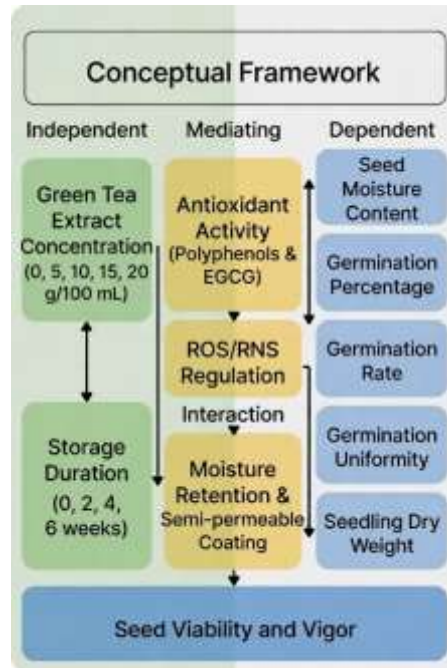 Conceptual Framework
Independent
Mediating
Dependent
Green Tea
Extract
Concentration
(0, 5, 10, 15, 20
g/100 mL)
Storage
Duration
(0, 2, 4,
6 weeks)
Antioxidant
Activity
(Polyphenols &
EGCG)
ROS/RNS
Regulation
Interaction
Moisture
Retention &
Semi-permeable
Coating
Seed
Moisture
Content
Germination
Percentage
Germination
Rate
Germination
Uniformity
Seedling Dry
Weight
Seed Viability and Vigor